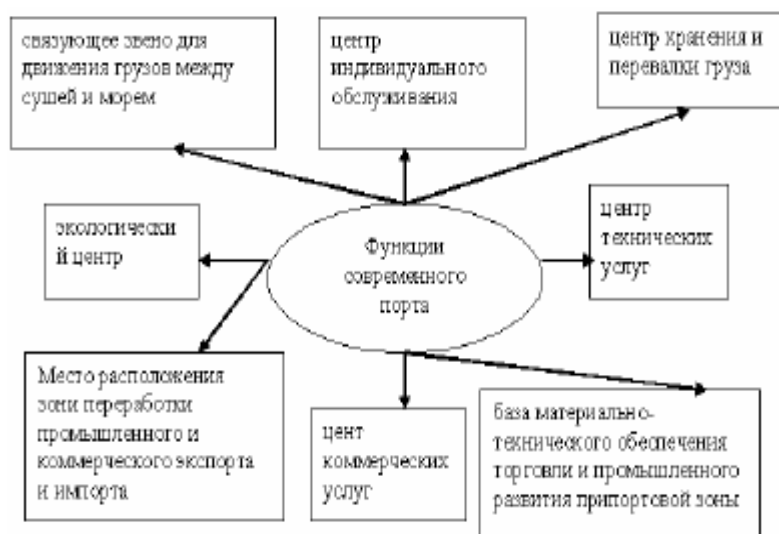 связующее звено для
движения грузов между
сушей и морем
центр
индивидуального
обслуживания
центр хранения и
перевалки груза
экологически
й центр
Функции
современного
порта
центр
технических
услуг
Место расположения
зони переработки
промышленного и
коммерческого экспорта
и импорта
цент
коммерческих
услуг
база материально-
технического обеспечения
торговли и промышленного
развития припортовой зоны